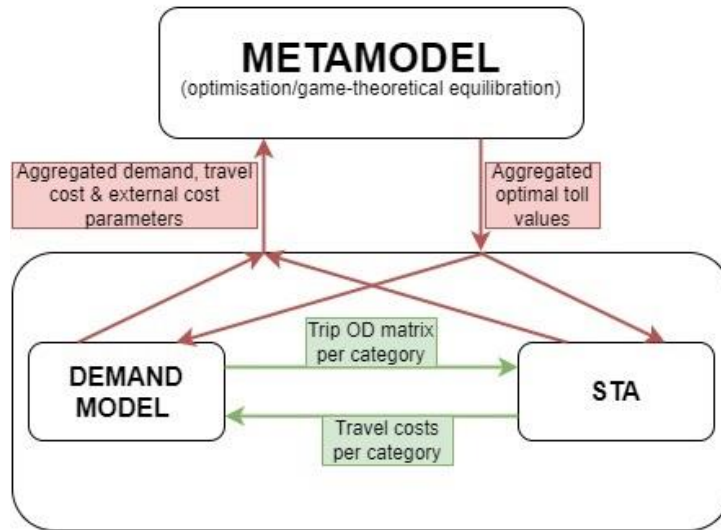 METAMODEL
(optimisation/game-theoretical equilibration)
Aggregated demand, travel
cost & external cost
parameters
Aggregated
optimal toll
values
Trip OD matrix
per category
DEMAND
MODEL
STA
Travel costs
per category